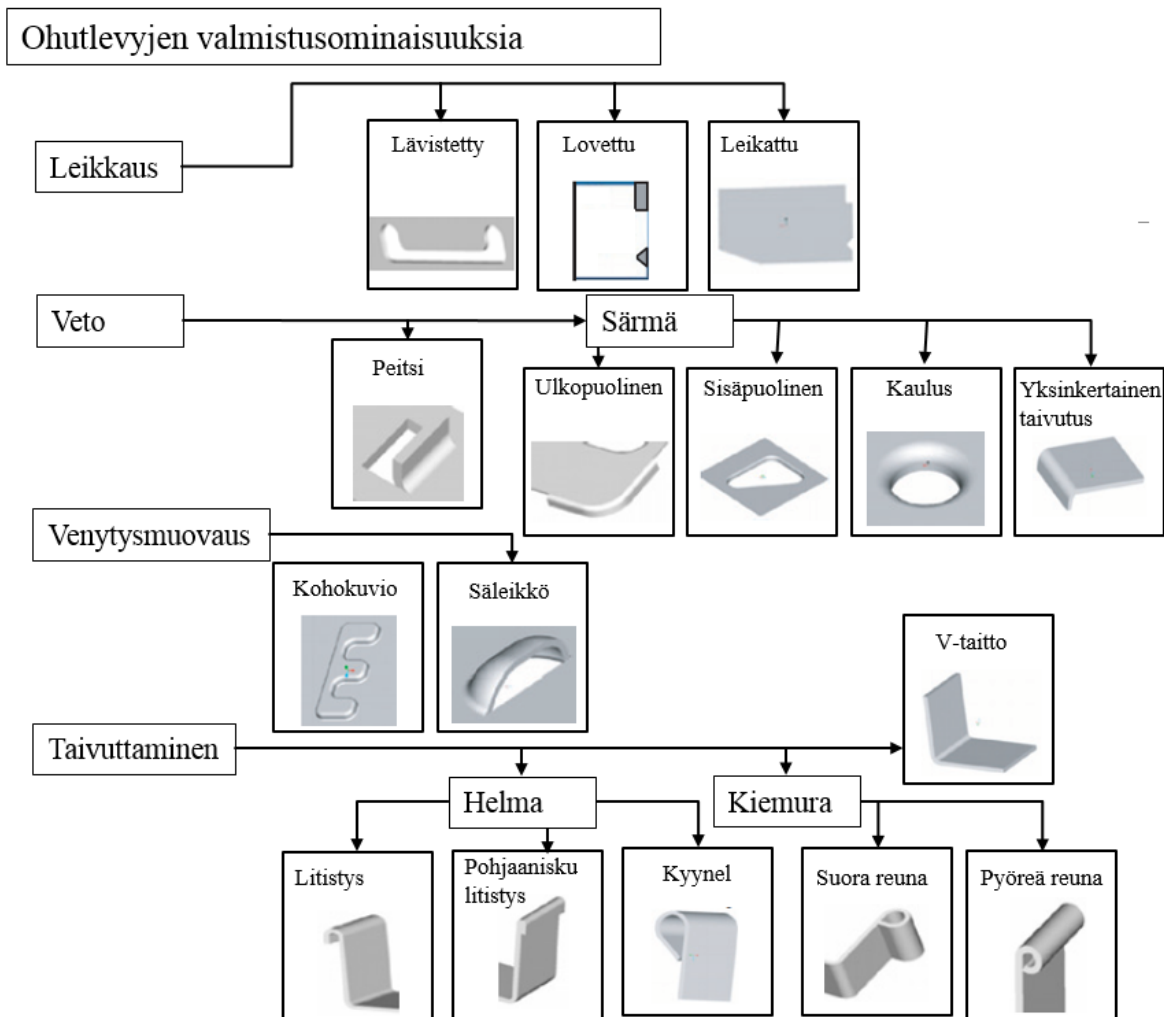 Ohutlevyjen valmistusominaisuuksia
Leikkaus
Lävistetty
Lovettu
Leikattu
Veto
Särmä
Peitsi
Ulkopuolinen
Sisäpuolinen
Kaulus
Yksinkertainen
taivutus
Venytysmuovaus
Kohokuvio
Säleikkö
V-taitto
Taivuttaminen
Helma
Kiemura
Litistys
Pohjaanisku
litistys
Kyynel
Suora reuna
Pyöreä reuna